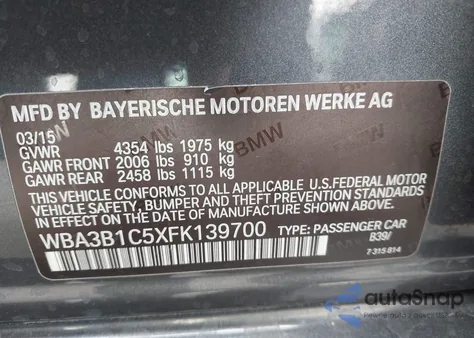 MFD BY BAYERISCHE MOTOREN WERKE AG
03/15
GVWR 4354 lbs 1975 kg
GAWR FRONT 2006 lbs 910 kg
GAWR REAR 2458 lbs 1115 kg
THIS VEHICLE CONFORMS TO ALL APPLICABLE U.S.FEDERAL MOTOR
VEHICLE SAFETY, BUMPER AND THEFT PREVENTION STANDARDS
IN EFFECT ON THE DATE OF MANUFACTURE SHOWN ABOVE.
WBA3B1C5XFK139700 TYPE: PASSENGER CAR
B39/
7 315 814
BMW
autoSnap